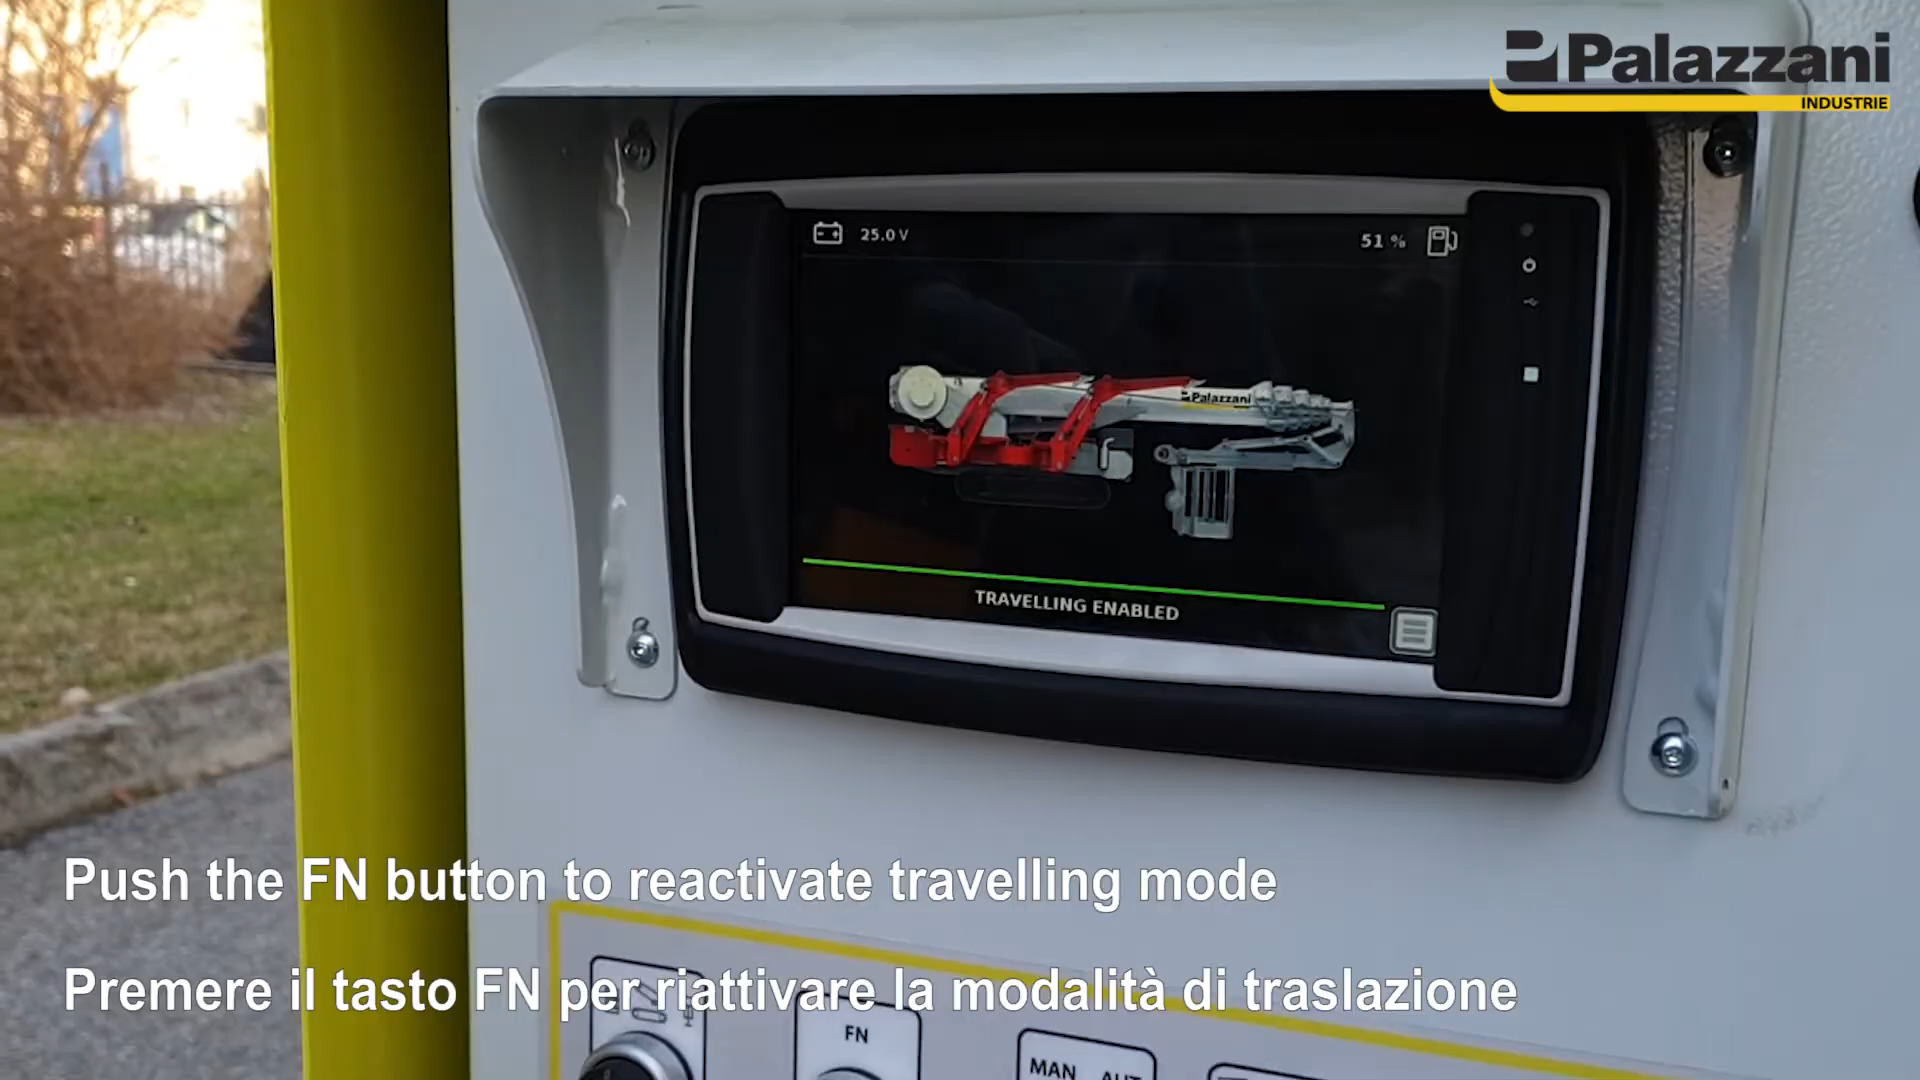 Palazzani
INDUSTRIE
25.0 V
51 %
Palazzani
TRAVELLING ENABLED
Push the FN button to reactivate travelling mode
Premere il tasto FN per riattivare la modalità di traslazione
FN
MAN AUT